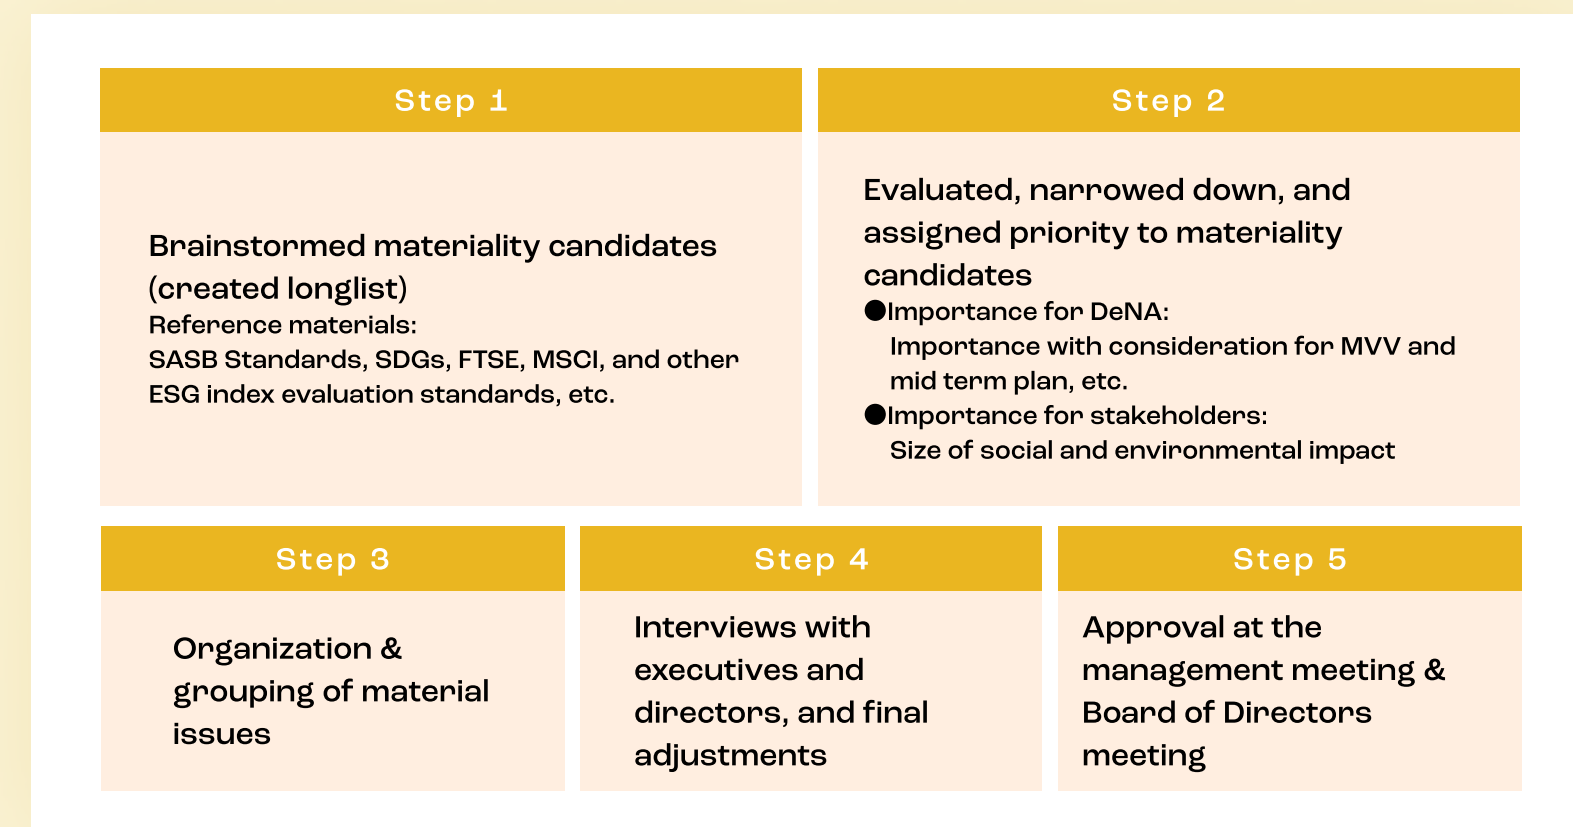 Step 1
Brainstormed materiality candidates
(created longlist)
Reference materials:
SASB Standards, SDGs, FTSE, MSCI, and other
ESG index evaluation standards, etc.
Step 2
Evaluated, narrowed down, and
assigned priority to materiality
candidates
●Importance for DeNA:
Importance with consideration for MVV and
mid term plan, etc.
●Importance for stakeholders:
Size of social and environmental impact
Step 3
Organization &
grouping of material
issues
Step 4
Interviews with
executives and
directors, and final
adjustments
Step 5
Approval at the
management meeting &
Board of Directors
meeting